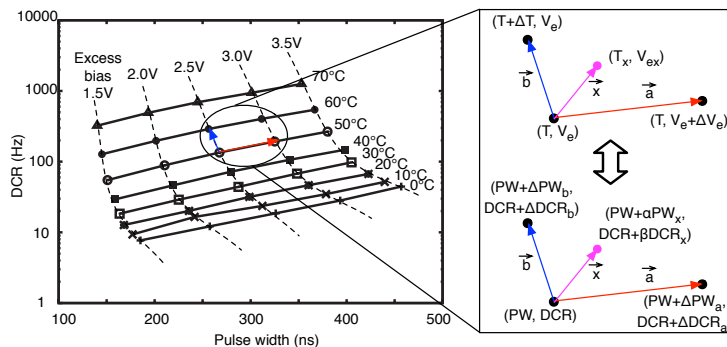 DCR (Hz)
10000
1000
100
10
1
100
200
300
400
500
Pulse width (ns)
Excess
bias
1.5V
2.0V
2.5V
3.0V
3.5V
70°C
60°C
50°C
40°C
30°C
20°C
10°C
0°C
(T+ΔT, Ve)
(Tx, Vex)
b
x
a
(T, Ve)
(T, Ve+ΔVe)
(PW+ΔPWb,
DCR+ΔDCRb)
(PW+αPWx,
DCR+βDCRx)
b
x
a
(PW, DCR)
(PW+ΔPWa,
DCR+ΔDCRa)